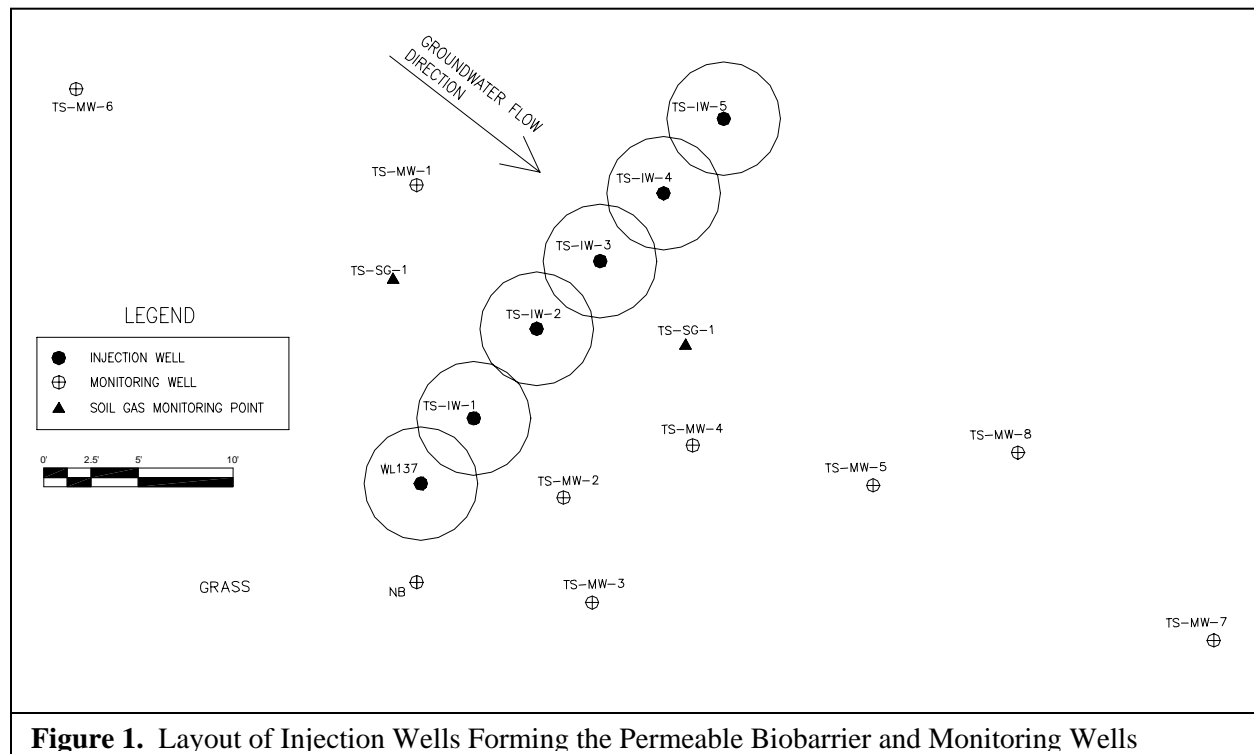 GROUNDWATER FLOW
DIRECTION
TS-IW-5
TS-MW-6
TS-MW-1
TS-IW-4
TS-IW-3
TS-SG-1
TS-IW-2
TS-SG-1
LEGEND
INJECTION WELL
MONITORING WELL
SOIL GAS MONITORING POINT
TS-IW-1
TS-MW-4
TS-MW-8
0' 2.5' 5' 10'
WL137
TS-MW-2
TS-MW-5
GRASS
NB
TS-MW-3
TS-MW-7
Figure 1. Layout of Injection Wells Forming the Permeable Biobarrier and Monitoring Wells